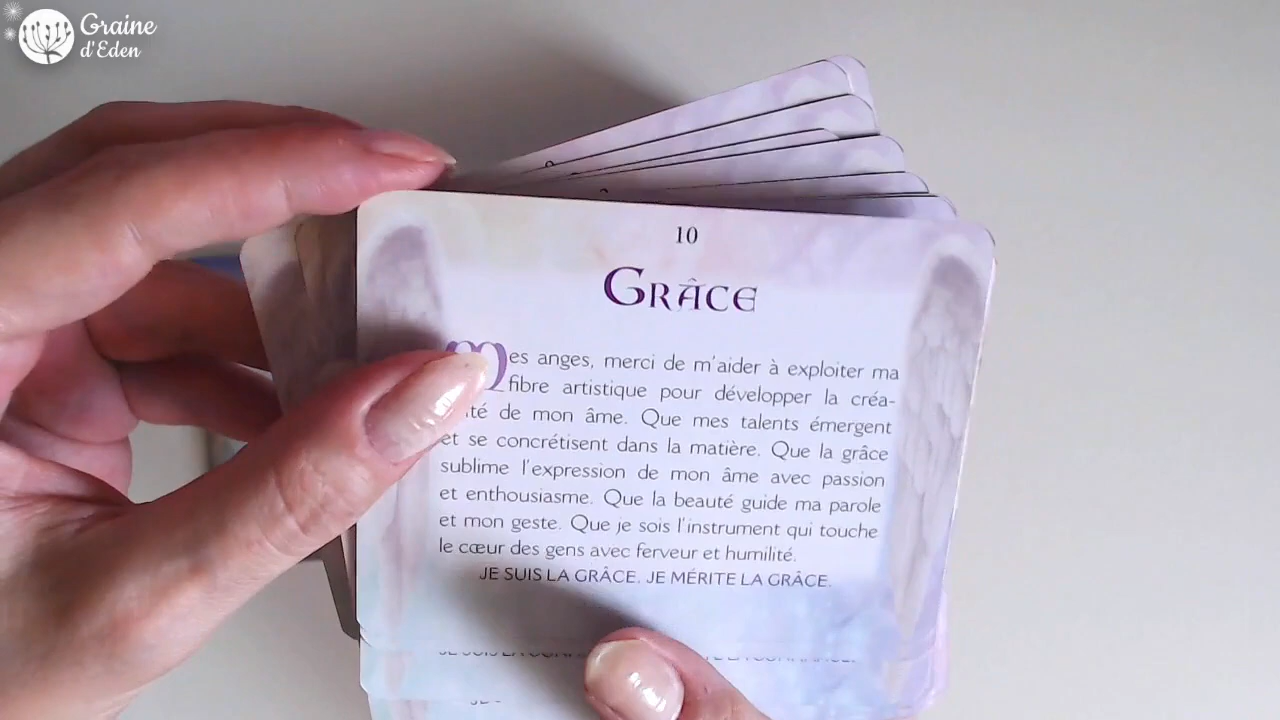 Graine
d'Eden
10
GRÂCE
Mes anges, merci de m'aider à exploiter ma
fibre artistique pour développer la créa-
té de mon âme. Que mes talents émergent
et se concrétisent dans la matière. Que la grâce
sublime l'expression de mon âme avec passion
et enthousiasme. Que la beauté guide ma parole
et mon geste. Que je sois l'instrument qui touche
le cœur des gens avec ferveur et humilité.
JE SUIS LA GRÂCE. JE MÉRITE LA GRÂCE.